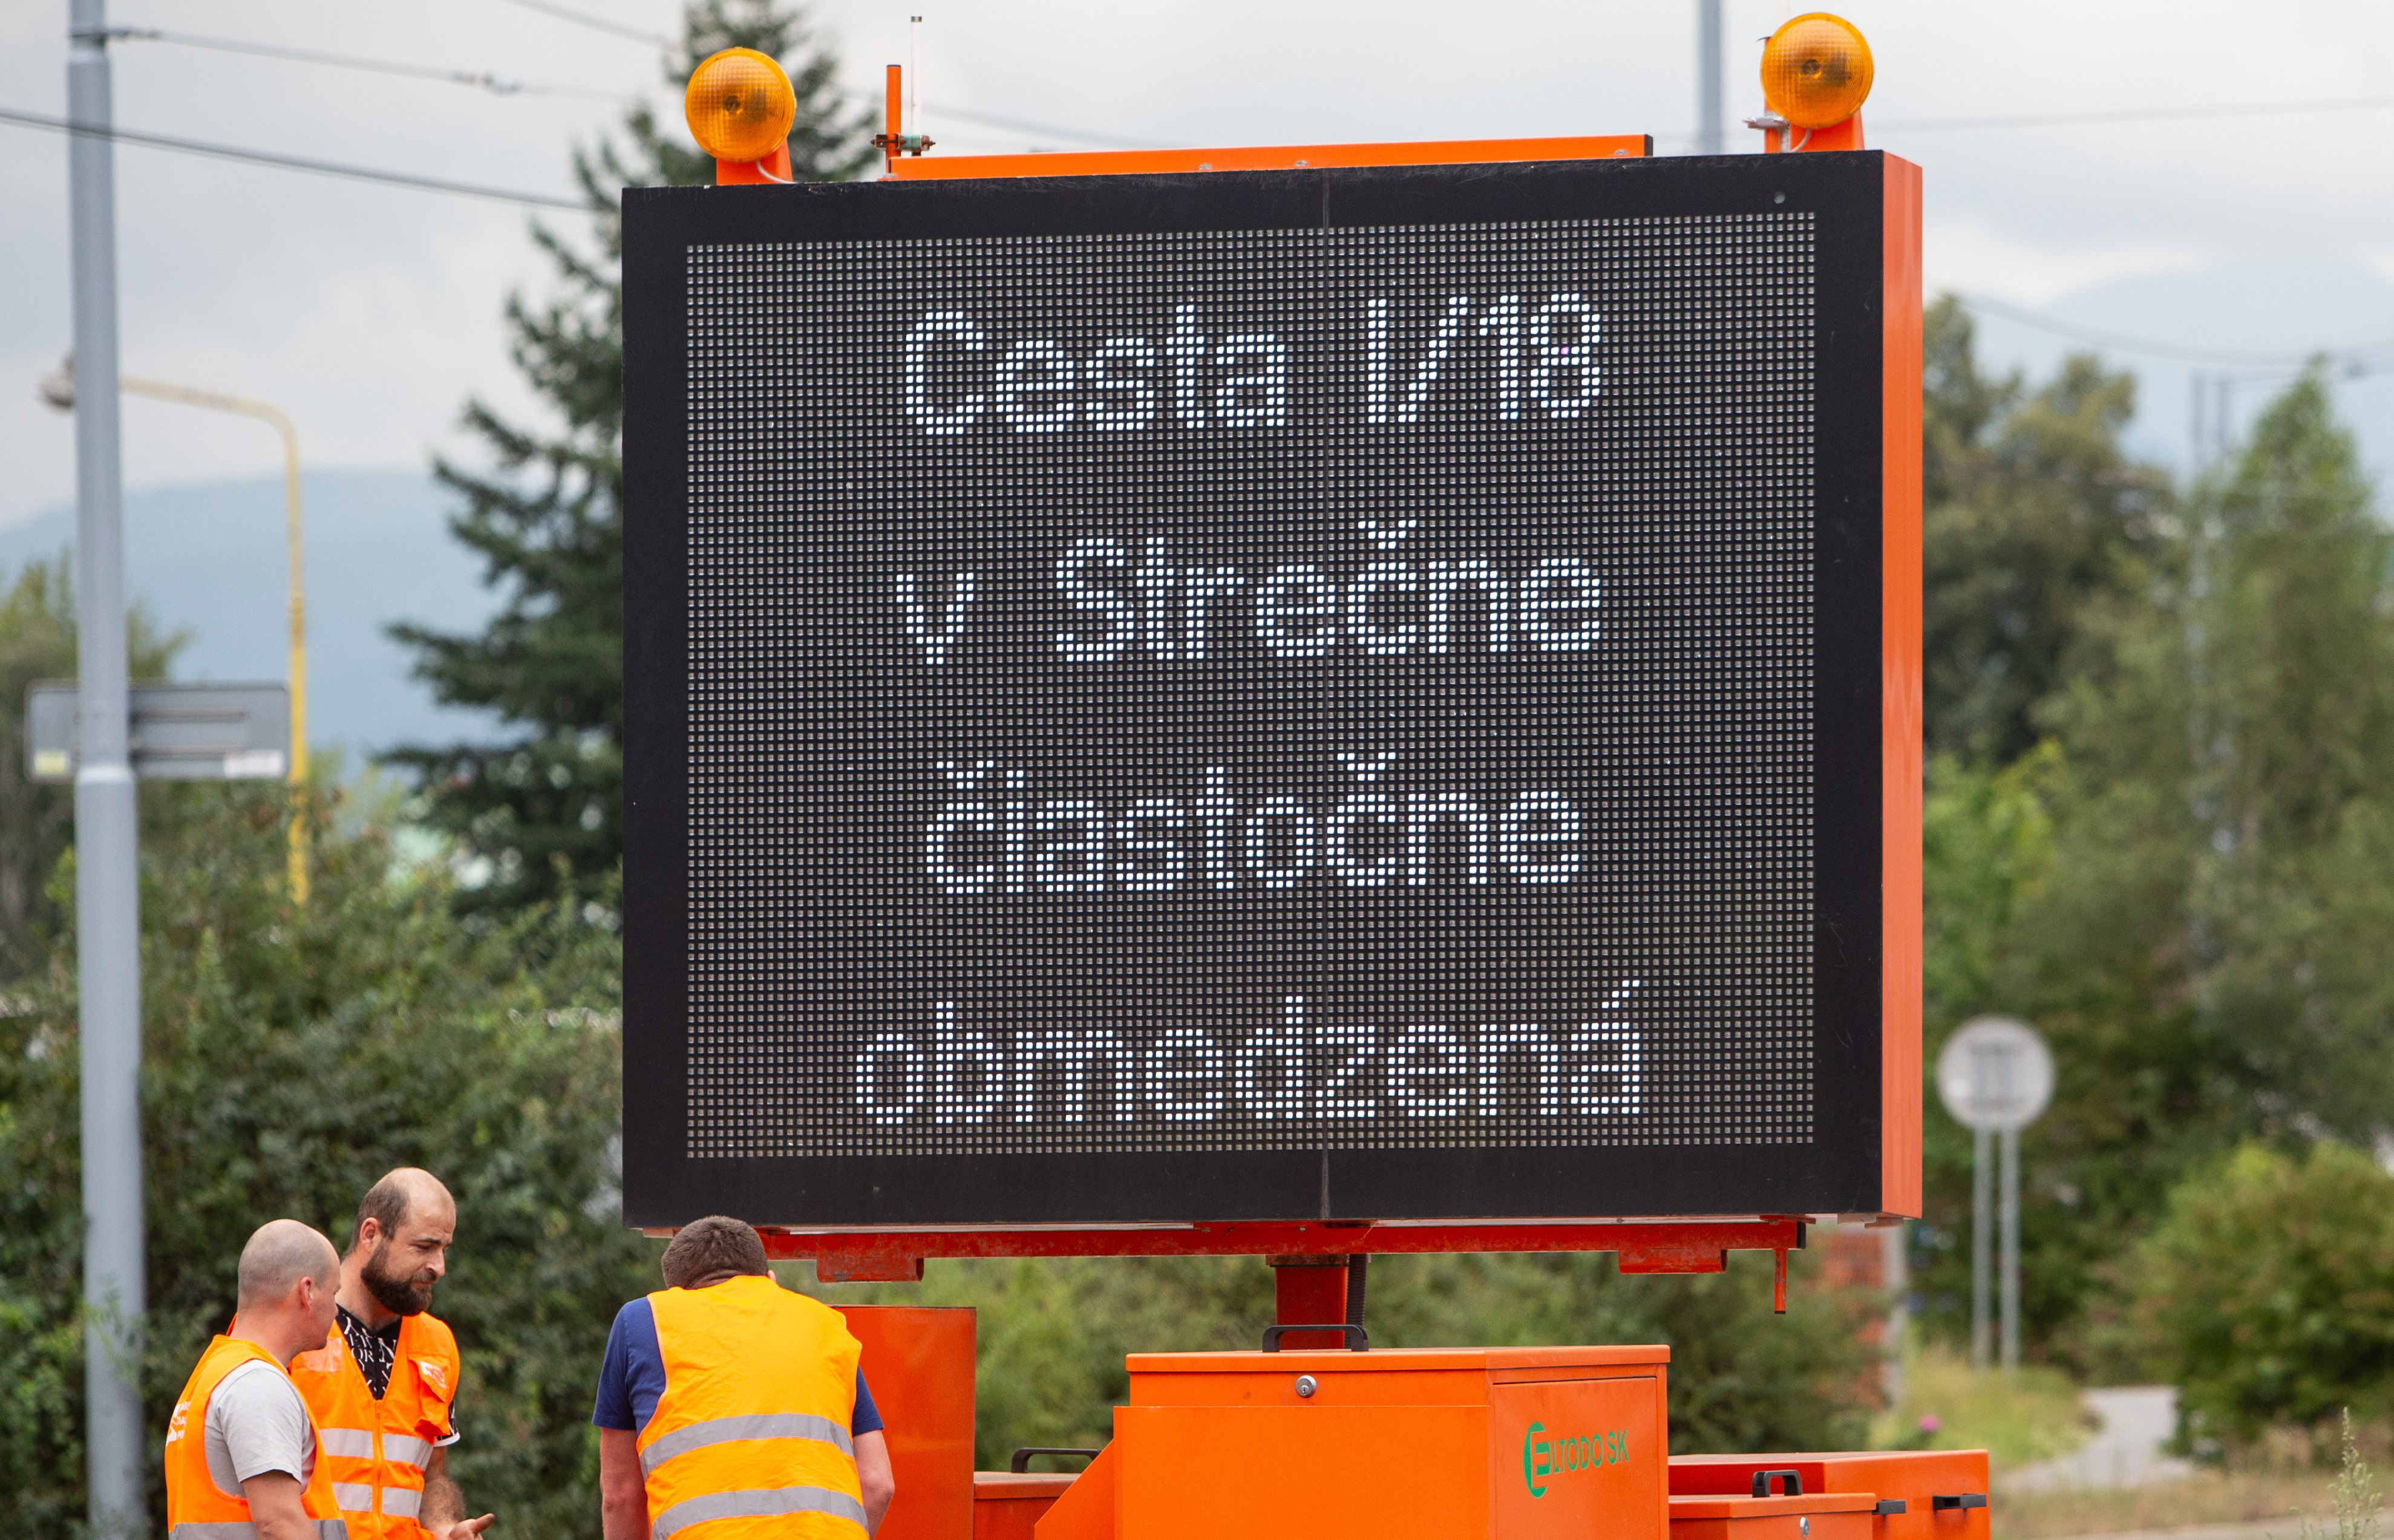 Cesta I/18
v Strečne
čiastočne
obmedzená
ELTODO SK